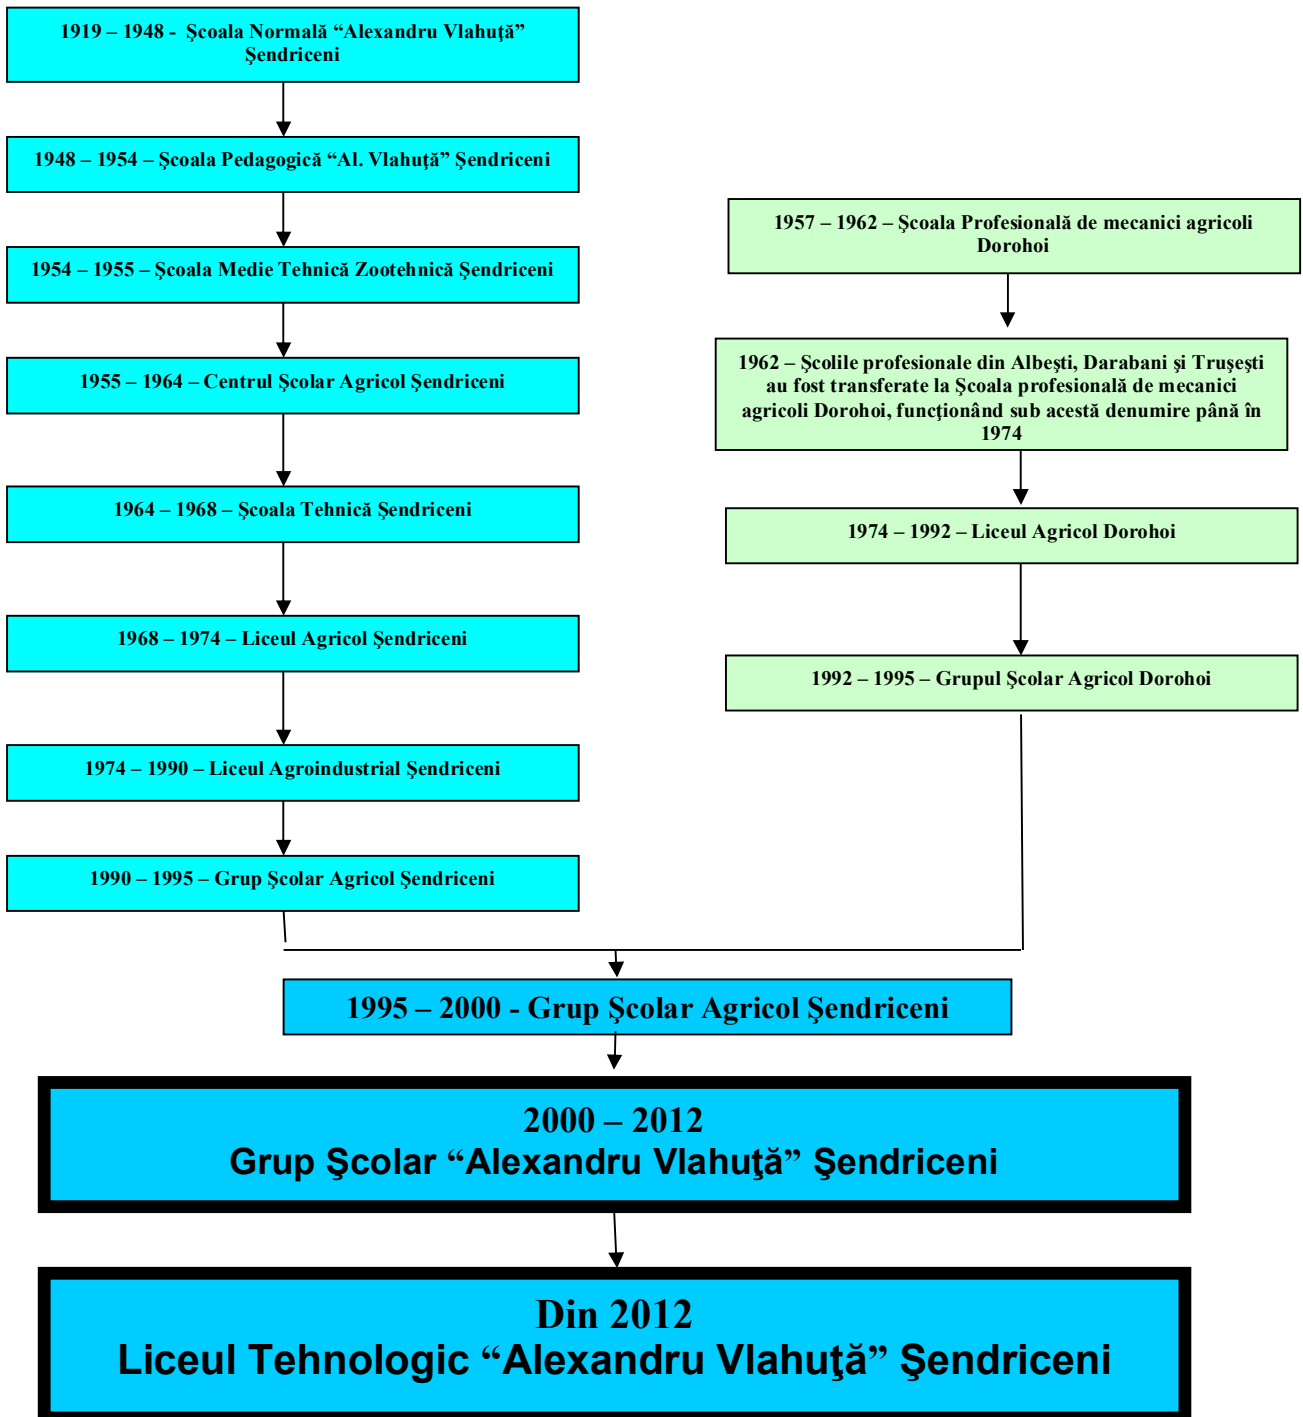 1919 – 1948 - Şcoala Normală “Alexandru Vlahuţă”
Şendriceni
1948 – 1954 – Şcoala Pedagogică “Al. Vlahuţă” Şendriceni
1954 – 1955 – Şcoala Medie Tehnică Zootehnică Şendriceni
1955 – 1964 – Centrul Şcolar Agricol Şendriceni
1964 – 1968 – Şcoala Tehnică Şendriceni
1968 – 1974 – Liceul Agricol Şendriceni
1974 – 1990 – Liceul Agroindustrial Şendriceni
1990 – 1995 – Grup Şcolar Agricol Şendriceni
1957 – 1962 – Şcoala Profesională de mecanici agricoli
Dorohoi
1962 – Şcolile profesionale din Albeşti, Darabani şi Truşeşti
au fost transferate la Şcoala profesională de mecanici
agricoli Dorohoi, funcţionând sub acestă denumire până în
1974
1974 – 1992 – Liceul Agricol Dorohoi
1992 – 1995 – Grupul Şcolar Agricol Dorohoi
1995 – 2000 - Grup Şcolar Agricol Şendriceni
2000 – 2012
Grup Şcolar “Alexandru Vlahuţă” Şendriceni
Din 2012
Liceul Tehnologic “Alexandru Vlahuţă” Şendriceni